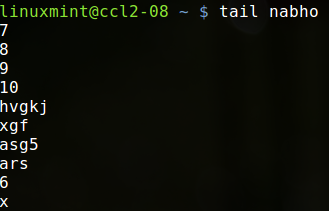 linuxmint@ccl2-08 ~ $ tail nabho
7
8
9
10
hvgkj
xgf
asg5
ars
6
x